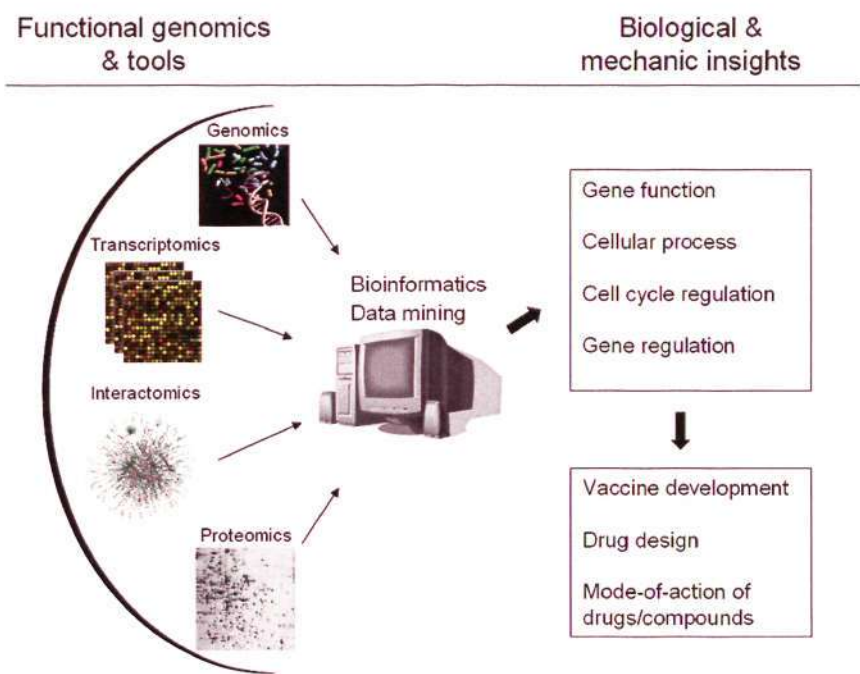 Functional genomics
& tools
Biological &
mechanic insights
Genomics
Transcriptomics
Interactomics
Proteomics
Bioinformatics
Data mining
Gene function
Cellular process
Cell cycle regulation
Gene regulation
Vaccine development
Drug design
Mode-of-action of
drugs/compounds